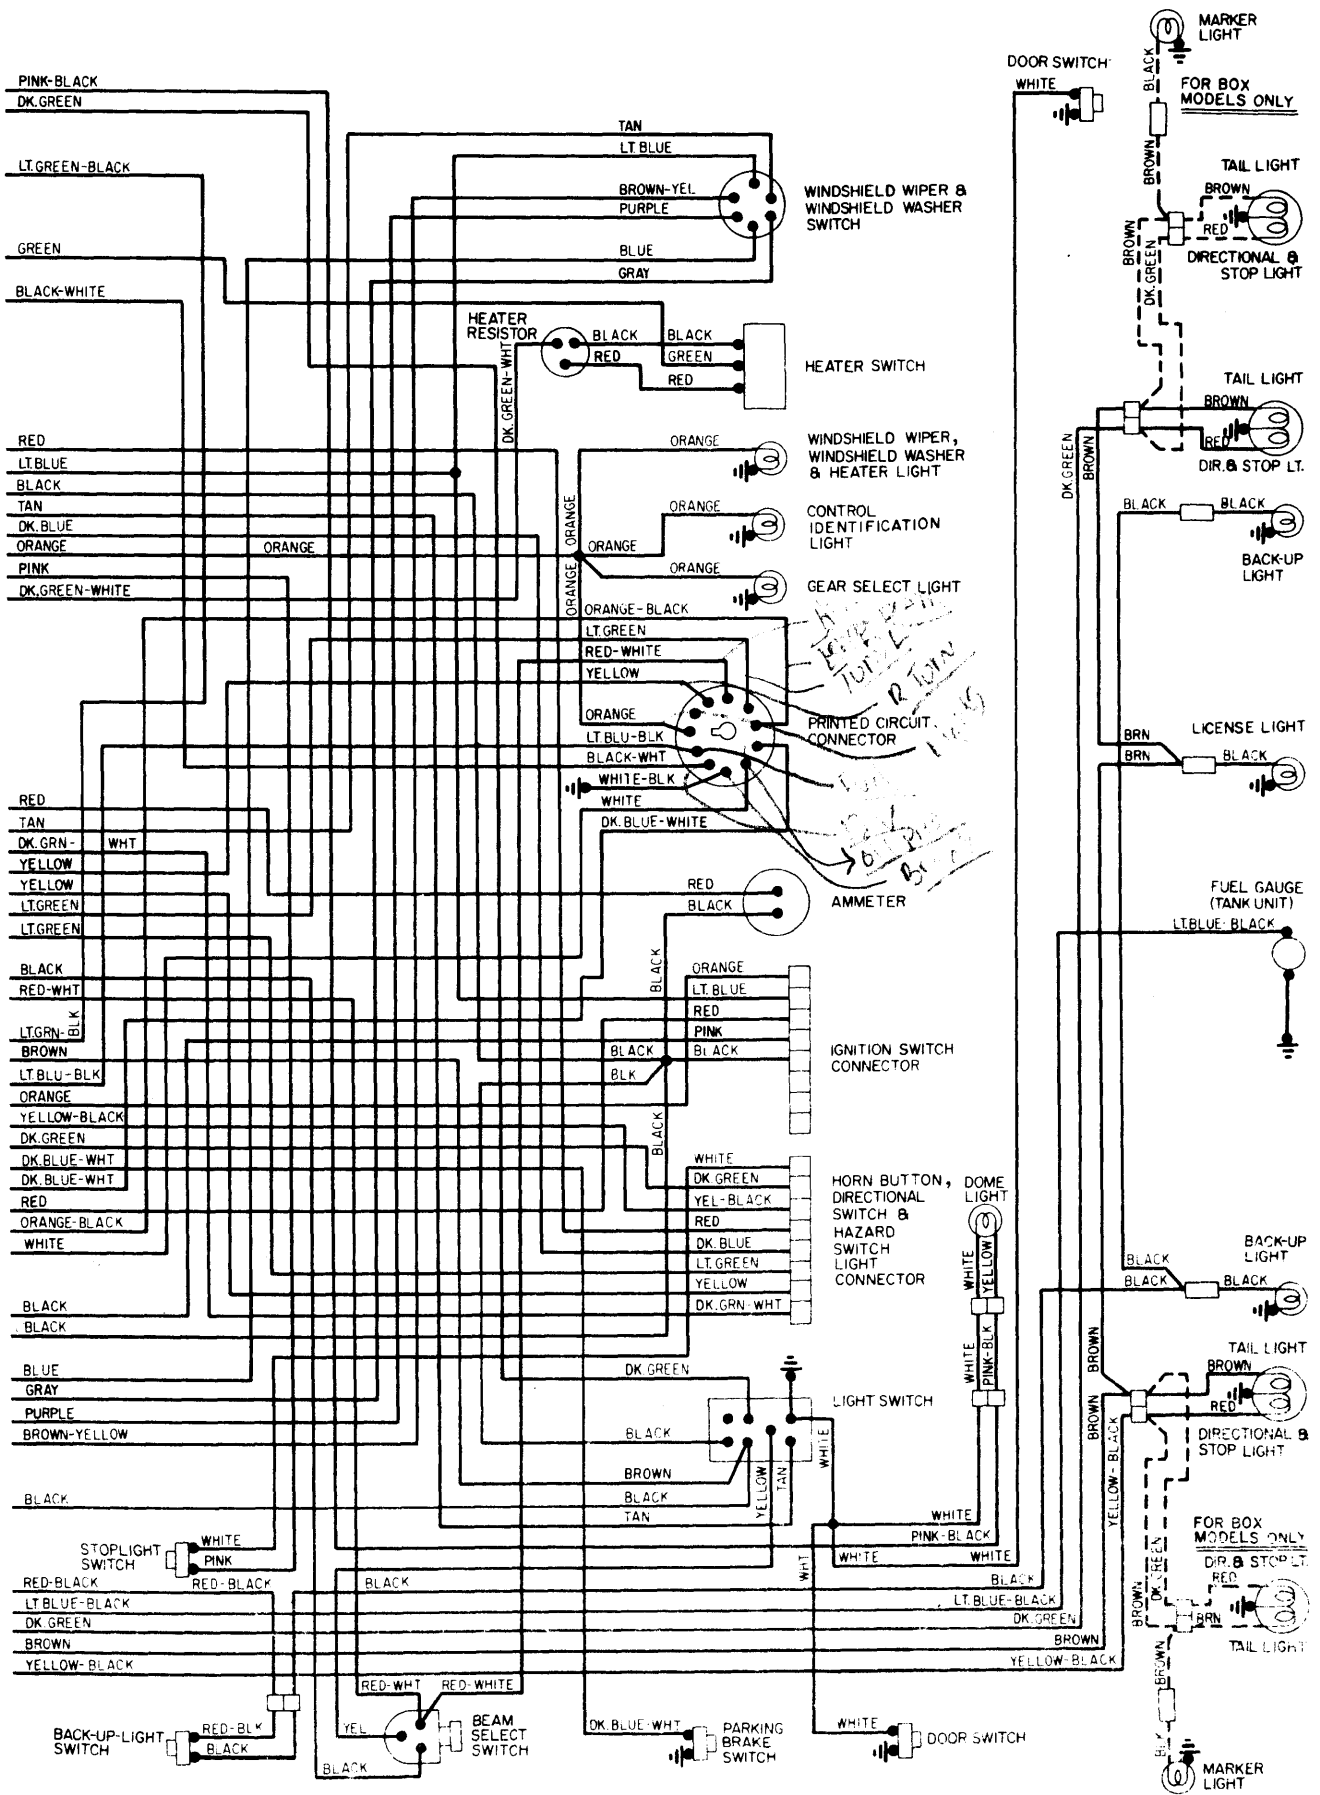 MARKER
LIGHT
DOOR SWITCH
WHITE
BLACK
FOR BOX
MODELS ONLY
PINK-BLACK
DK.GREEN
TAN
LT.BLUE
BROWN
TAIL LIGHT
BROWN
RED
LT.GREEN-BLACK
BROWN-YEL
PURPLE
WINDSHIELD WIPER &
WINDSHIELD WASHER
SWITCH
BROWN
DK.GREEN
DIRECTIONAL &
STOP LIGHT
GREEN
BLUE
GRAY
BLACK-WHITE
HEATER
RESISTOR
BLACK
BLACK
RED
GREEN
RED
HEATER SWITCH
DK.GREEN-WHT
TAIL LIGHT
BROWN
RED
DIR.& STOP LT.
DK.GREEN
BROWN
RED
LT.BLUE
BLACK
TAN
DK.BLUE
ORANGE
ORANGE
PINK
DK.GREEN-WHITE
ORANGE
WINDSHIELD WIPER,
WINDSHIELD WASHER
& HEATER LIGHT
ORANGE
ORANGE
CONTROL
IDENTIFICATION
LIGHT
ORANGE
ORANGE
GEAR SELECT LIGHT
ORANGE
BLACK
BLACK
BACK-UP
LIGHT
ORANGE-BLACK
LT.GREEN
RED-WHITE
YELLOW
ORANGE
LT.BLU-BLK
BLACK-WHT
WHITE-BLK
WHITE
DK.BLUE-WHITE
PRINTED CIRCUIT
CONNECTOR
R TURN
LICENSE LIGHT
BRN
BRN
BLACK
RED
TAN
DK.GRN- WHT
YELLOW
YELLOW
LT.GREEN
LT.GREEN
BLACK
RED-WHT
LT.GRN-
BLK
BROWN
LT.BLU-BLK
ORANGE
YELLOW-BLACK
DK.GREEN
DK.BLUE-WHT
DK.BLUE-WHT
RED
ORANGE-BLACK
WHITE
BLACK
BLACK
BLUE
GRAY
PURPLE
BROWN-YELLOW
BLACK
RED
BLACK
AMMETER
FUEL GAUGE
(TANK UNIT)
LT.BLUE-BLACK
BLACK
ORANGE
LT.BLUE
RED
PINK
BLACK
BLACK
BLK
IGNITION SWITCH
CONNECTOR
BLACK
WHITE
DK.GREEN
YEL-BLACK
RED
DK.BLUE
LT.GREEN
YELLOW
DK.GRN-WHT
HORN BUTTON,
DIRECTIONAL
SWITCH &
HAZARD
SWITCH
LIGHT
CONNECTOR
DOME
LIGHT
WHITE
YELLOW
WHITE
PINK-BLK
BACK-UP
LIGHT
BLACK
BLACK
BLACK
DK.GREEN
LIGHT SWITCH
BLACK
BROWN
BLACK
TAN
YELLOW
TAN
WHITE
TAIL LIGHT
BROWN
RED
DIRECTIONAL &
STOP LIGHT
BROWN
BROWN
YELLOW-BLACK
WHITE
PINK-BLACK
WHITE
WHITE
WHT
STOPLIGHT
SWITCH
WHITE
PINK
RED-BLACK
RED-BLACK
BLACK
BLACK
LT.BLUE-BLACK
LT.BLUE-BLACK
DK.GREEN
DK.GREEN
BROWN
BROWN
YELLOW-BLACK
YELLOW-BLACK
FOR BOX
MODELS ONLY
DIR.& STOP LT.
RED
BRN
TAIL LIGHT
BROWN
DK.GREEN
BROWN
BLK
MARKER
LIGHT
RED-WHT
RED-WHITE
BACK-UP-LIGHT
SWITCH
RED-BLK
BLACK
YEL
BLACK
BEAM
SELECT
SWITCH
DK.BLUE-WHT
PARKING
BRAKE
SWITCH
WHITE
DOOR SWITCH